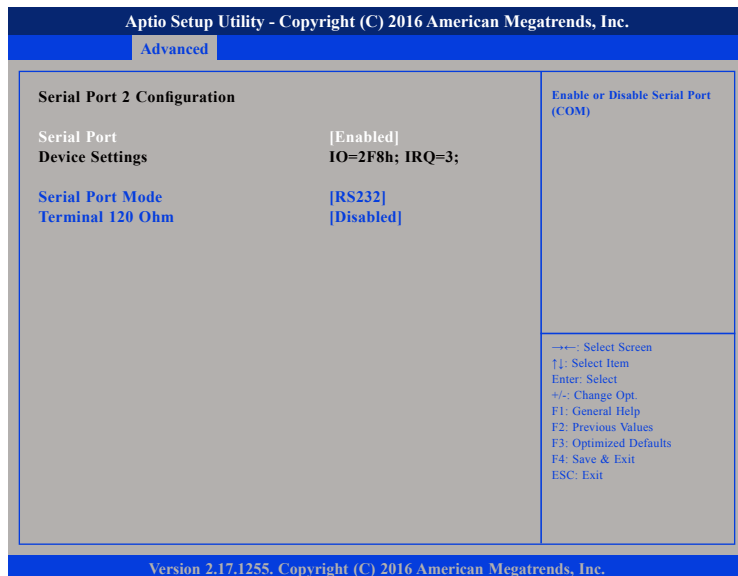 Aptio Setup Utility - Copyright (C) 2016 American Megatrends, Inc.
Advanced
Serial Port 2 Configuration
Serial Port [Enabled]
Device Settings IO=2F8h; IRQ=3;
Serial Port Mode [RS232]
Terminal 120 Ohm [Disabled]
Enable or Disable Serial Port
(COM)
→←: Select Screen
↑↓: Select Item
Enter: Select
+/-: Change Opt.
F1: General Help
F2: Previous Values
F3: Optimized Defaults
F4: Save & Exit
ESC: Exit
Version 2.17.1255. Copyright (C) 2016 American Megatrends, Inc.